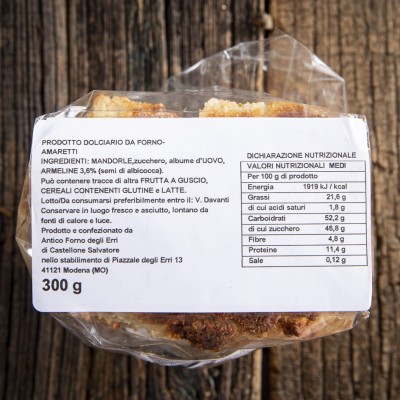 PRODOTTO DOLCIARIO DA FORNO-
AMARETTI
INGREDIENTI: MANDORLE,zucchero, albume d'UOVO,
ARMELINE 3,6% (semi di albicocca).
Può contenere tracce di altra FRUTTA A GUSCIO,
CEREALI CONTENENTI GLUTINE e LATTE.
Lotto/Da consumarsi preferibilmente entro il: V. Davanti
Conservare in luogo fresco e asciutto, lontano da
fonti di calore e luce.
Prodotto e confezionato da
Antico Forno degli Erri
di Castellone Salvatore
nello stabilimento di Piazzale degli Erri 13
41121 Modena (MO)
300 g
DICHIARAZIONE NUTRIZIONALE
VALORI NUTRIZIONALI MEDI
Per 100 g di prodotto
Energia 1919 kJ / kcal
Grassi 21,6 g
di cui acidi saturi 1,8 g
Carboidrati 52,2 g
di cui zucchero 46,8 g
Fibre 4,8 g
Proteine 11,4 g
Sale 0,12 g